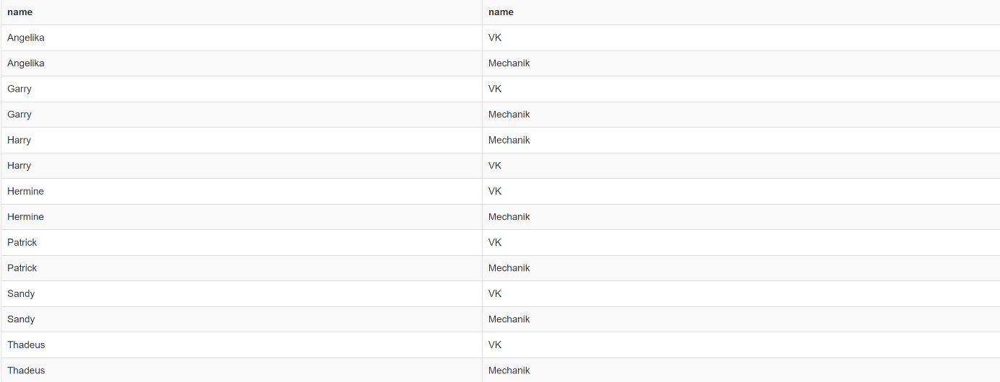 name name
Angelika VK
Angelika Mechanik
Garry VK
Garry Mechanik
Harry Mechanik
Harry VK
Hermine VK
Hermine Mechanik
Patrick VK
Patrick Mechanik
Sandy VK
Sandy Mechanik
Thadeus VK
Thadeus Mechanik